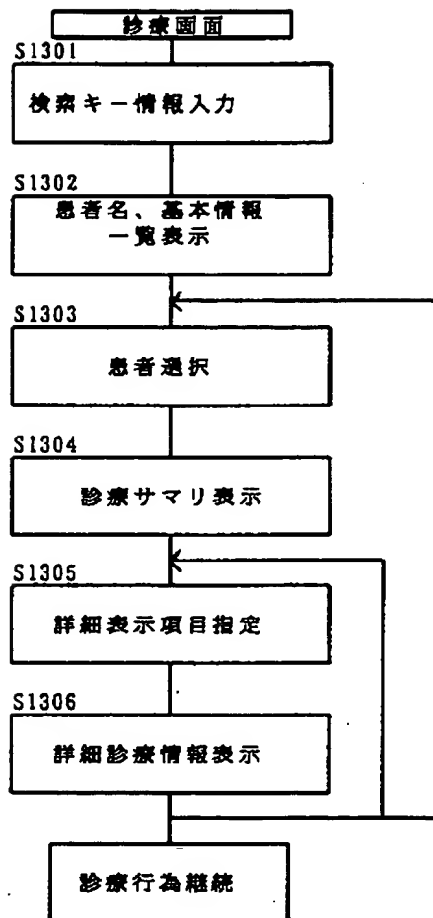 診療画面
S1301
検索キー情報入力
S1302
患者名、基本情報
一覧表示
S1303
患者選択
S1304
診療サマリ表示
S1305
詳細表示項目指定
S1306
詳細診療情報表示
診療行為継続